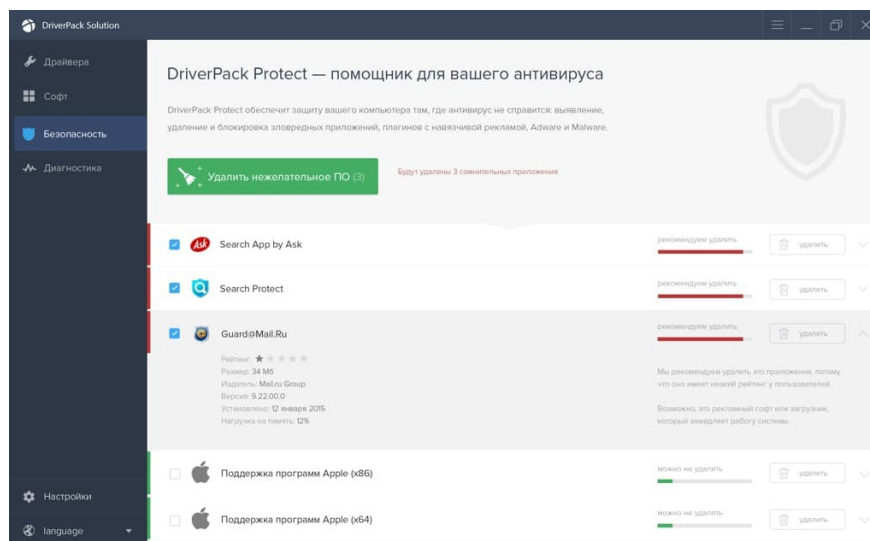 DriverPack Solution
Драйвера
Софт
Безопасность
Диагностика
Настройки
language
DriverPack Protect — помощник для вашего антивируса
DriverPack Protect обеспечит защиту вашего компьютера там, где антивирус не справится: выявление,
удаление и блокировка зловредных приложений, плагинов с навязчивой рекламой, Adware и Malware.
Удалить нежелательное ПО (3)
Будут удалены 3 сомнительных приложения
Ask
Search App by Ask
рекомендуем удалить
удалить
Search Protect
рекомендуем удалить
удалить
Guard@Mail.Ru
рекомендуем удалить
удалить
Рейтинг:
Размер: 34 Мб
Издатель: Mail.ru Group
Версия: 9.22.00.0
Установлено: 12 января 2015
Нагрузка на память: 12%
Мы рекомендуем удалить это приложение, потому
что оно имеет низкий рейтинг у пользователей.
Возможно, это рекламный софт или загрузчик,
который замедляет работу системы.
Поддержка программ Apple (x86)
можно не удалять
удалить
Поддержка программ Apple (x64)
можно не удалять
удалить